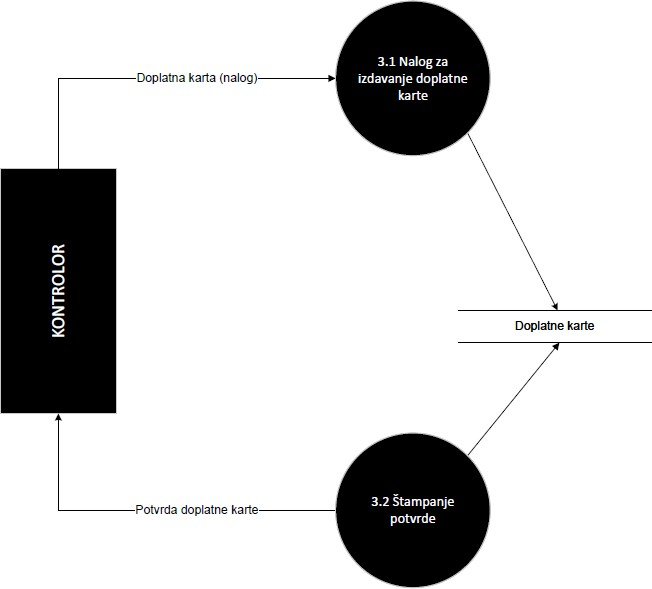 3.1 Nalog za
izdavanje doplatne
karte
Doplatna karta (nalog)
KONTROLOR
Doplatne karte
3.2 Štampanje
potvrde
Potvrda doplatne karte